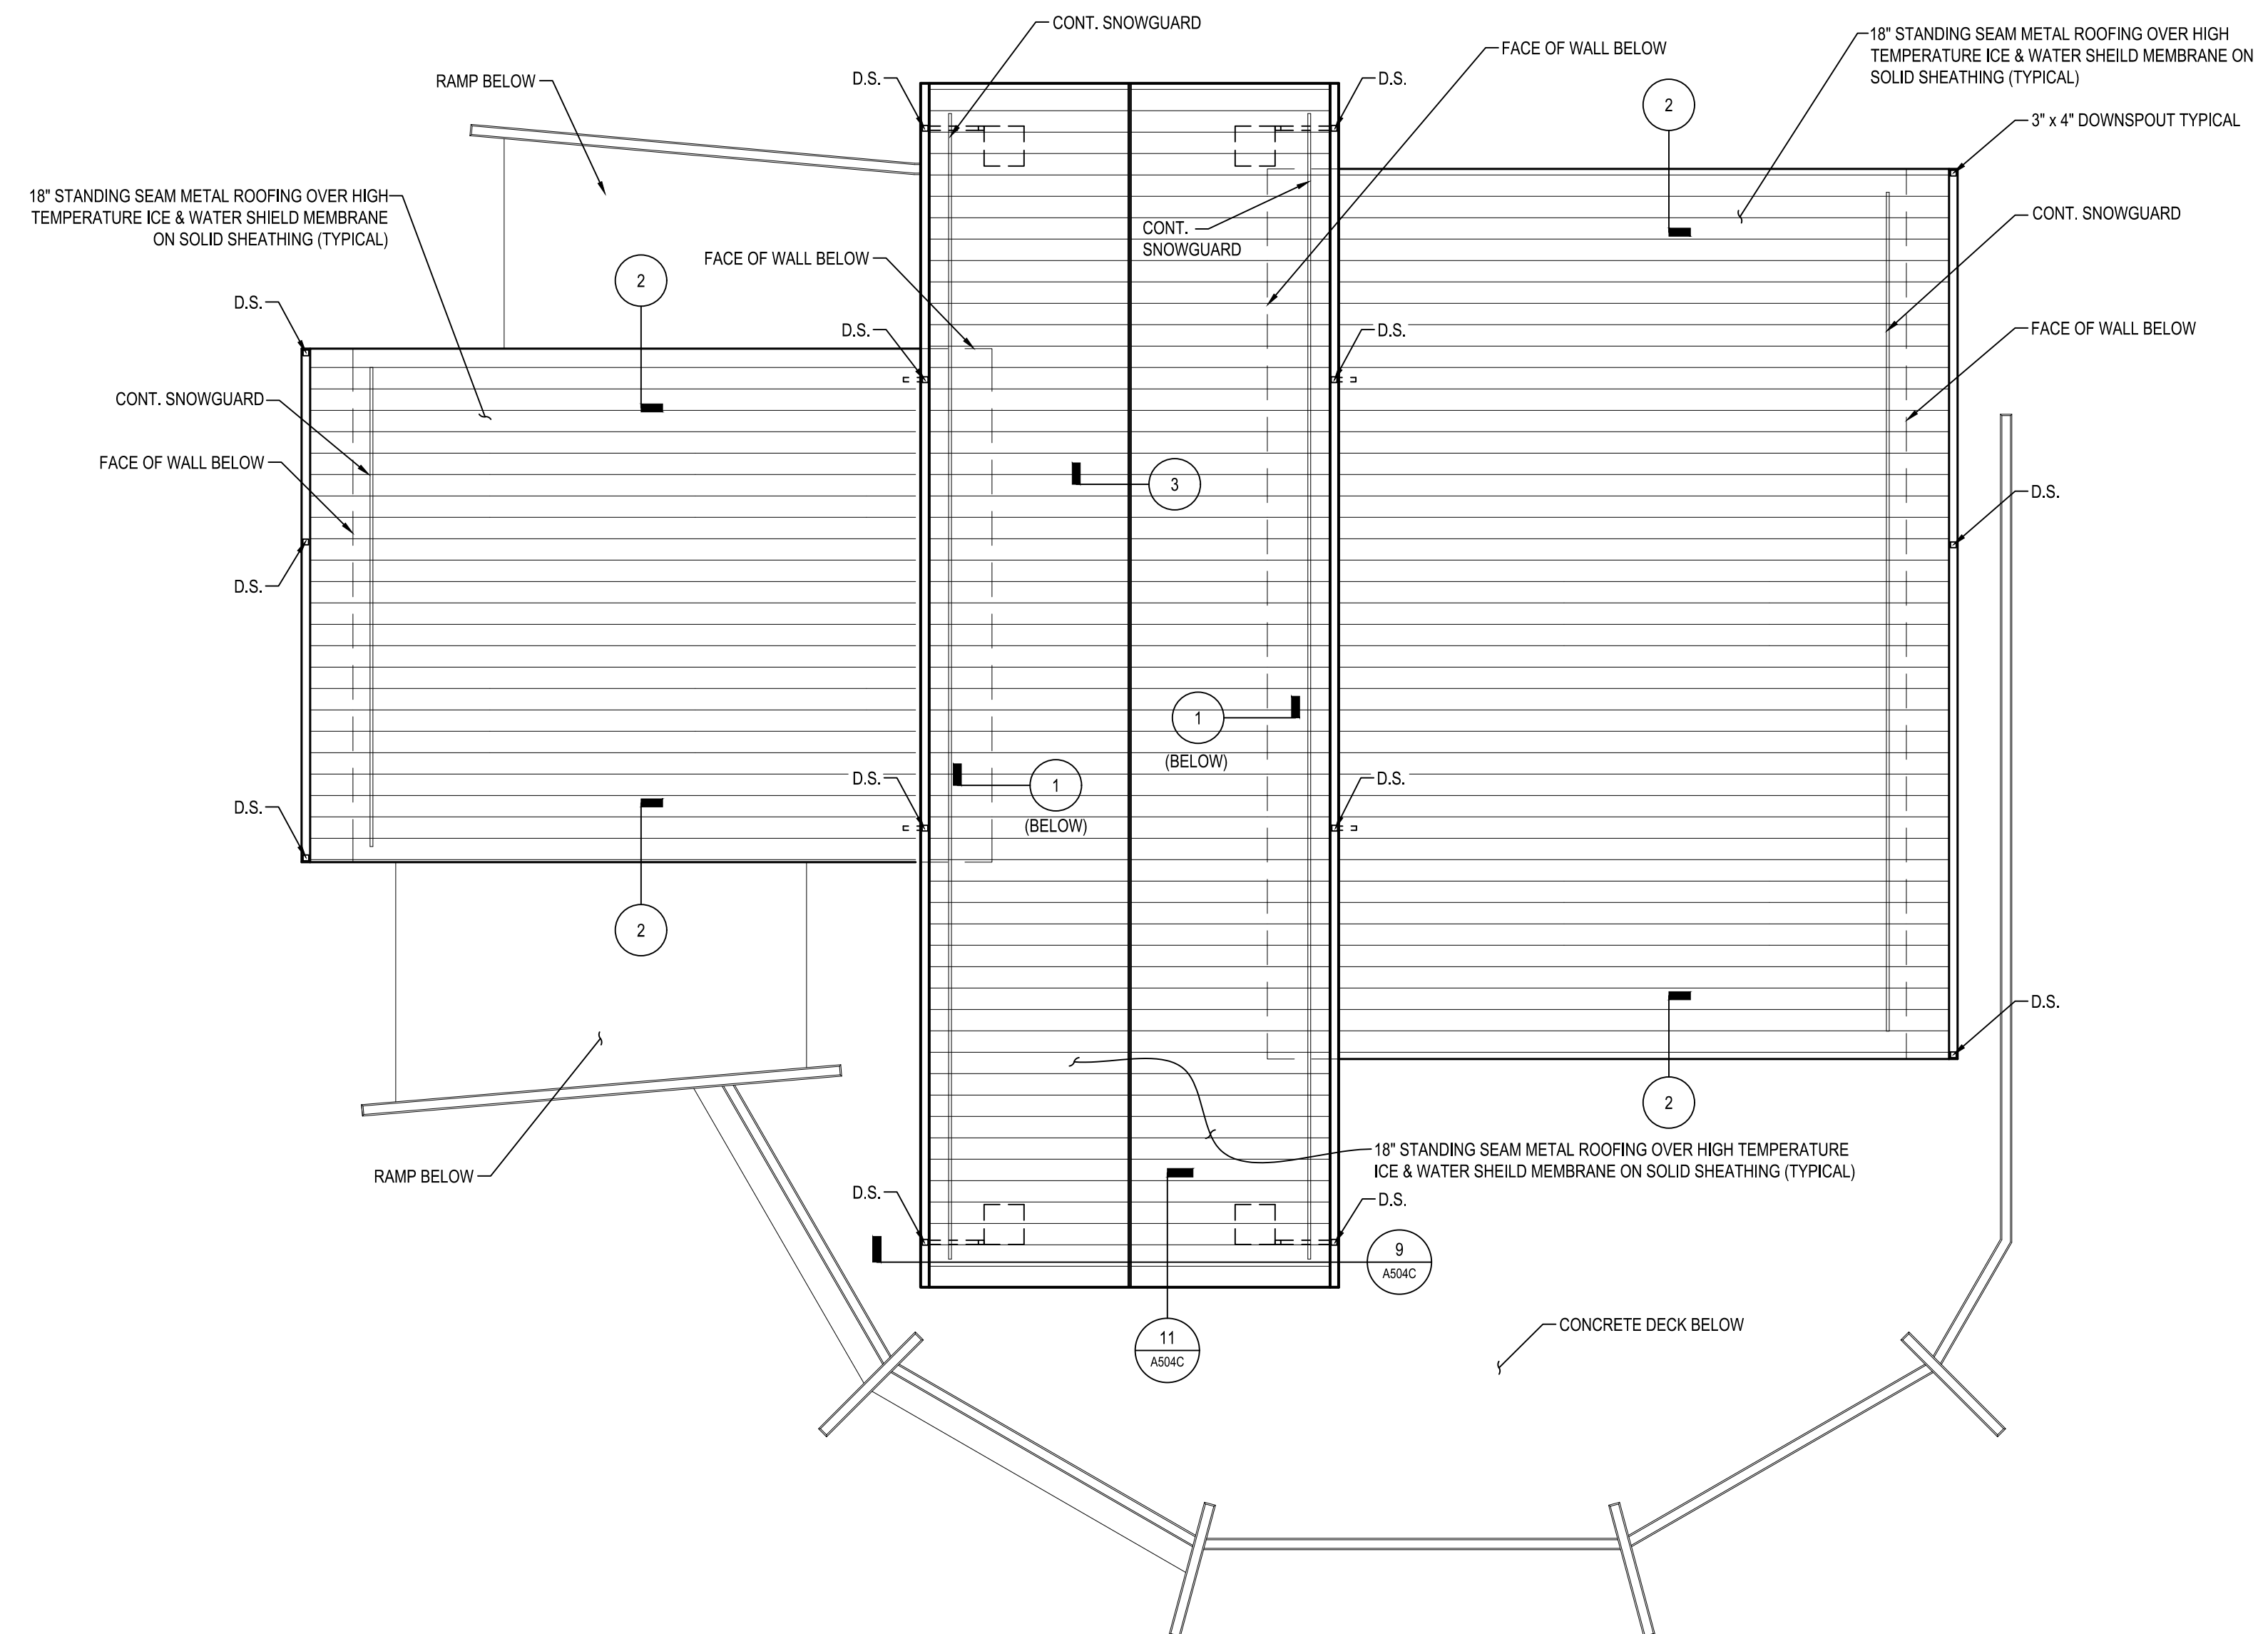 CONT. SNOWGUARD
18" STANDING SEAM METAL ROOFING OVER HIGH
TEMPERATURE ICE & WATER SHEILD MEMBRANE ON
SOLID SHEATHING (TYPICAL)
FACE OF WALL BELOW
RAMP BELOW
D.S.
D.S.
2
3" x 4" DOWNSPOUT TYPICAL
18" STANDING SEAM METAL ROOFING OVER HIGH
TEMPERATURE ICE & WATER SHIELD MEMBRANE
ON SOLID SHEATHING (TYPICAL)
CONT.
SNOWGUARD
CONT. SNOWGUARD
FACE OF WALL BELOW
2
D.S.
D.S.
D.S.
FACE OF WALL BELOW
CONT. SNOWGUARD
FACE OF WALL BELOW
3
D.S.
D.S.
1
(BELOW)
D.S.
1
(BELOW)
D.S.
D.S.
2
D.S.
2
RAMP BELOW
18" STANDING SEAM METAL ROOFING OVER HIGH TEMPERATURE
ICE & WATER SHEILD MEMBRANE ON SOLID SHEATHING (TYPICAL)
D.S.
D.S.
9
A504C
11
A504C
CONCRETE DECK BELOW